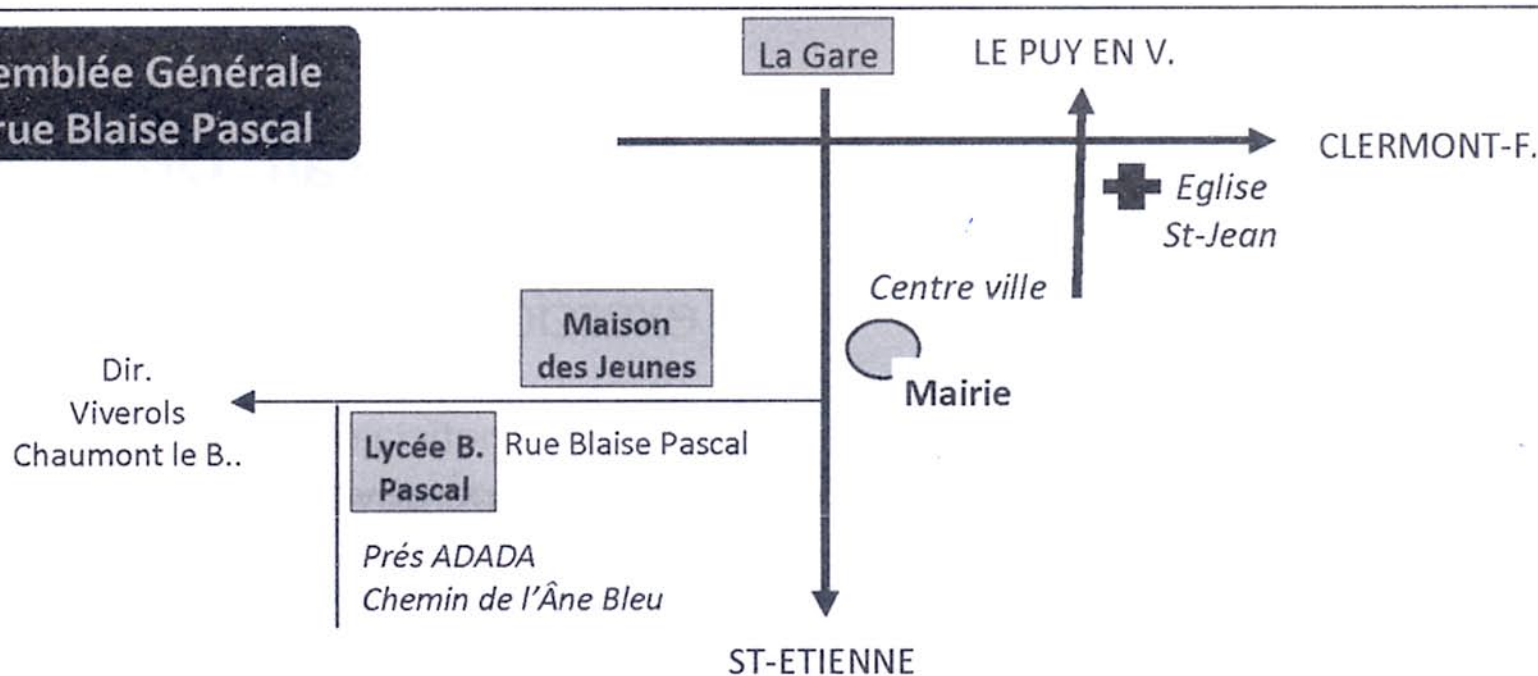 emblée Générale
rue Blaise Pascal
La Gare
LE PUY EN V.
CLERMONT-F.
Eglise
St-Jean
Centre ville
Mairie
Maison
des Jeunes
Dir.
Viverols
Chaumont le B..
Lycée B.
Pascal
Rue Blaise Pascal
Prés ADADA
Chemin de l'Âne Bleu
ST-ETIENNE